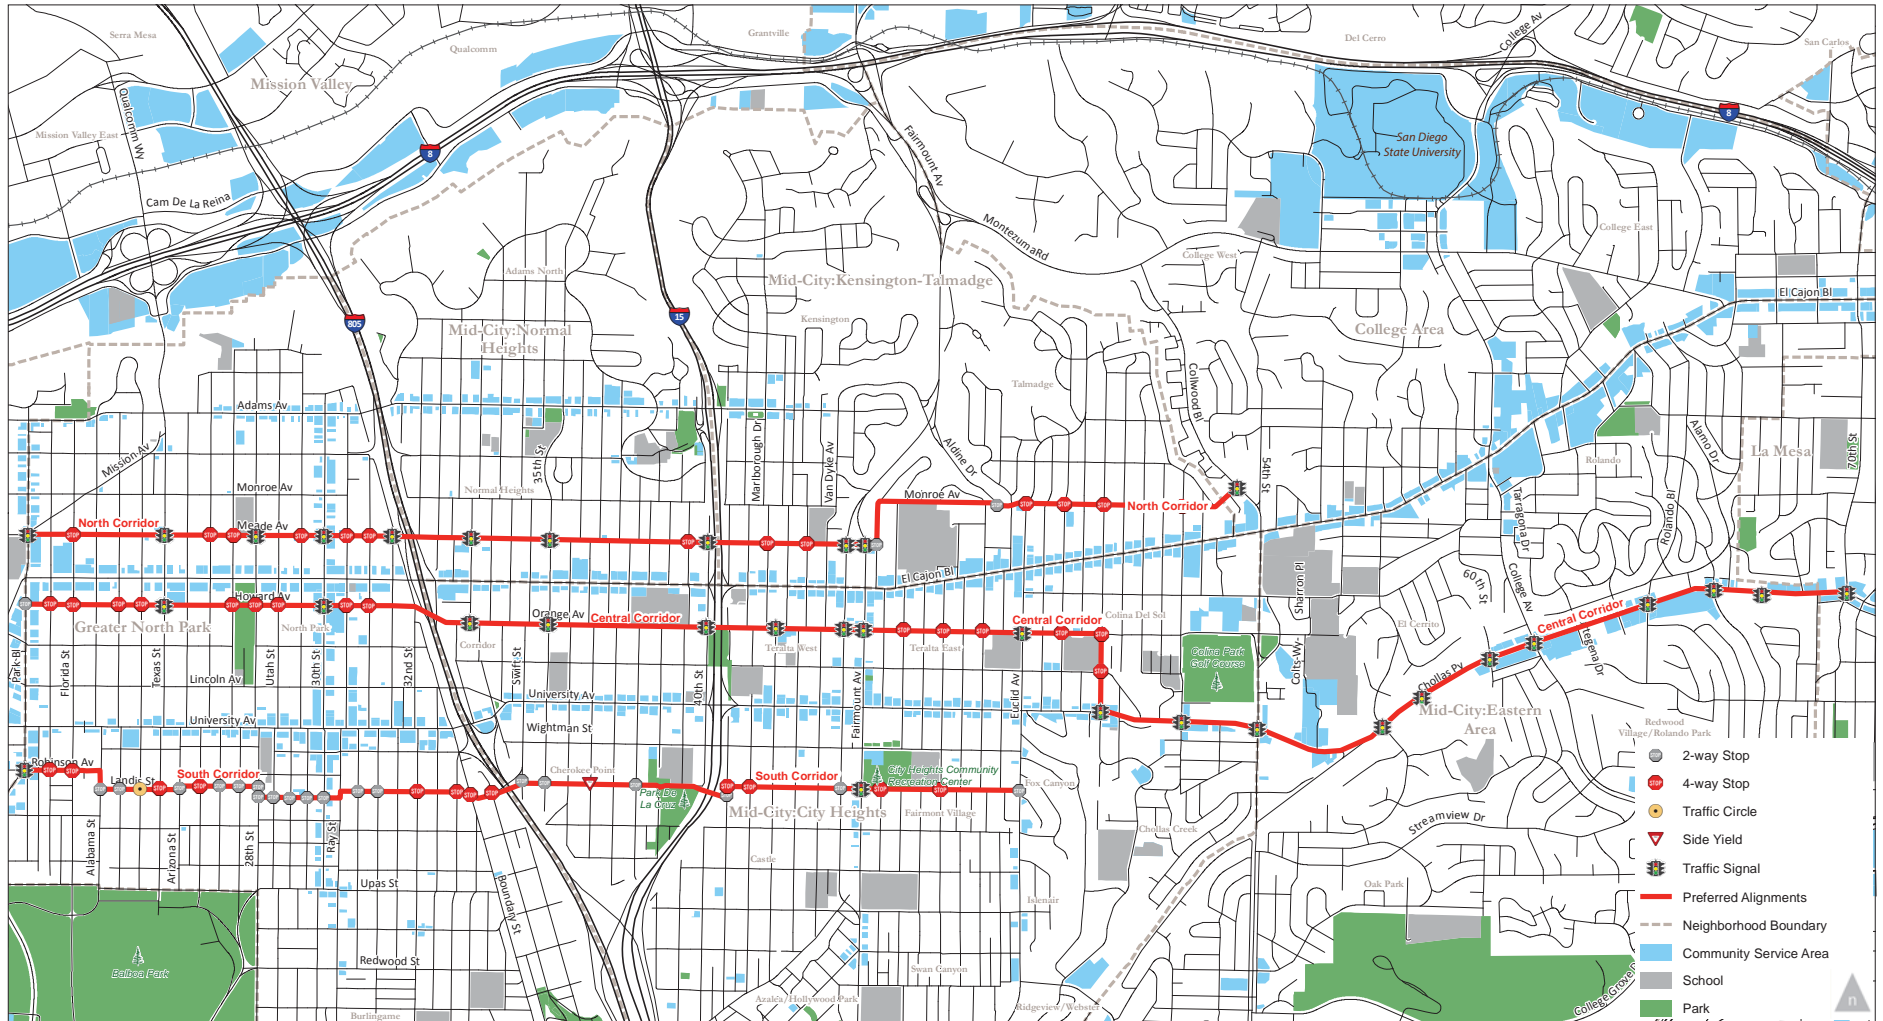 Serra Mesa
Qualcomm
Grantville
Del Cerro
College Av
San Carlos
Mission Valley
Qualcomm Wy
Mission Valley East
8
8
Fairmount Av
San Diego
State University
Cam De La Reina
Montezuma Rd
College West
College East
Adams North
Mid-City:Kensington-Talmadge
El Cajon Bl
805
15
Mid-City:Normal
Heights
Kensington
College Area
Talmadge
Collwood Bl
Adams Av
Mission Av
35th St
Marlborough Dr
Van Dyke Av
Aldine Dr
54th St
Rolando
Alamo Dr
La Mesa
70th St
Monroe Av
Normal Heights
Monroe Av
North Corridor
Meade Av
North Corridor
Tarragona Dr
Rolando Bl
El Cajon Bl
Sharron Pl
60 th St
College Av
Howard Av
Orange Av
Central Corridor
Central Corridor
Colina Del Sol
Central Corridor
Greater North Park
North Park
Corridor
Teralta West
Teralta East
El Cerrito
Park Bl
Florida St
Texas St
Utah St
30th St
32nd St
Swift St
40th St
Fairmount Av
Euclid Av
Colina Park
Golf Course
Colts Wy
Chollas Py
Lincoln Av
University Av
University Av
Wightman St
Mid-City:Eastern
Area
Redwood
Village/Rolando Park
Robinson Av
Landis St
South Corridor
Cherokee Point
South Corridor
City Heights Community
Recreation Center
Fox Canyon
Park De
La Cruz
Mid-City:City Heights
Fairmont Village
Chollas Creek
Streamview Dr
Alabama St
Arizona St
28th St
Ray St
Castle
Upas St
Boundary St
Oak Park
Islenair
Balboa Park
Redwood St
Swan Canyon
Azalea/Hollywood Park
Ridgeview/Webster
Burlingame
College Grove D
2-way Stop
4-way Stop
Traffic Circle
Side Yield
Traffic Signal
Preferred Alignments
Neighborhood Boundary
Community Service Area
School
Park
n